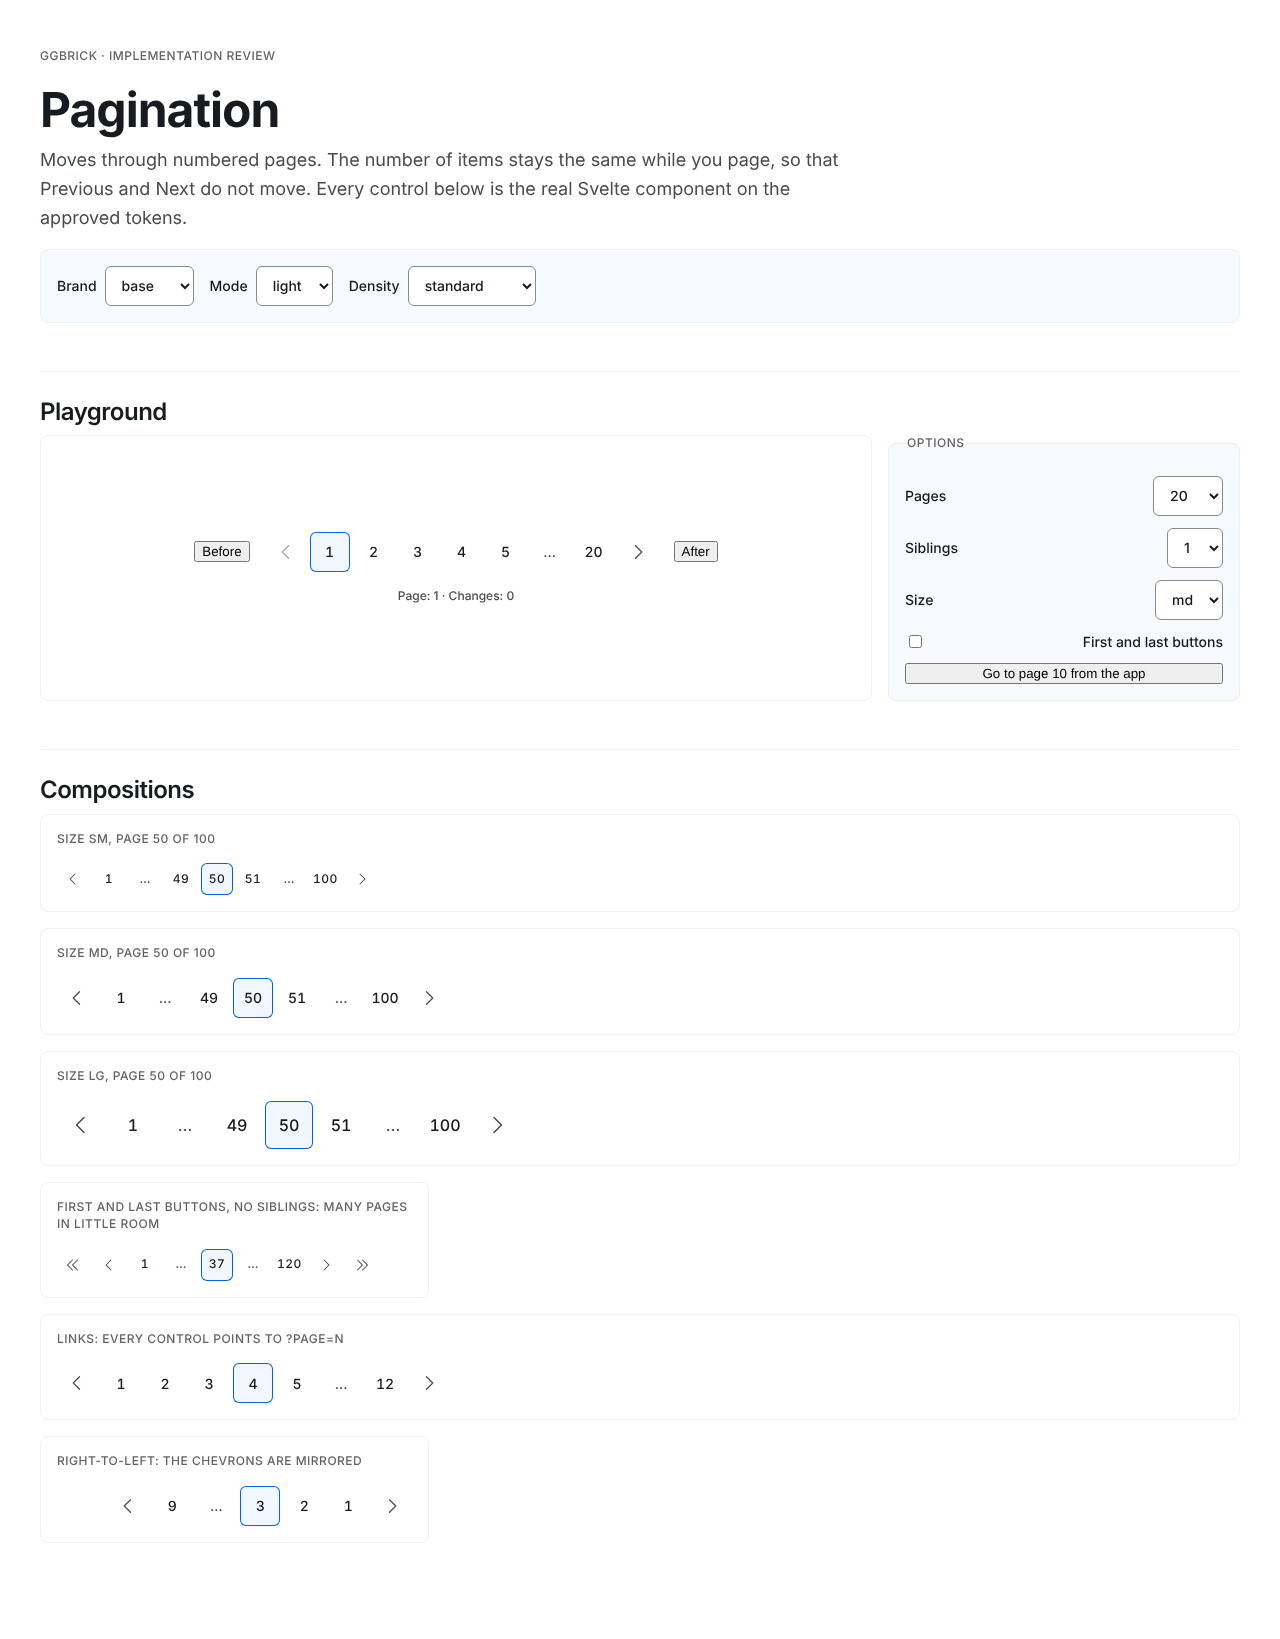 GGBRICK · IMPLEMENTATION REVIEW
Pagination
Moves through numbered pages. The number of items stays the same while you page, so that
Previous and Next do not move. Every control below is the real Svelte component on the
approved tokens.
Brand base Mode light Density standard
Playground
OPTIONS
Before 1 2 3 4 5 ... 20 After
Page: 1 · Changes: 0
Pages 20
Siblings 1
Size md
First and last buttons
Go to page 10 from the app
Compositions
SIZE SM, PAGE 50 OF 100
1 ... 49 50 51 ... 100
SIZE MD, PAGE 50 OF 100
1 ... 49 50 51 ... 100
SIZE LG, PAGE 50 OF 100
1 ... 49 50 51 ... 100
FIRST AND LAST BUTTONS, NO SIBLINGS: MANY PAGES
IN LITTLE ROOM
1 ... 37 ... 120
LINKS: EVERY CONTROL POINTS TO ?PAGE=N
1 2 3 4 5 ... 12
RIGHT-TO-LEFT: THE CHEVRONS ARE MIRRORED
9 ... 3 2 1